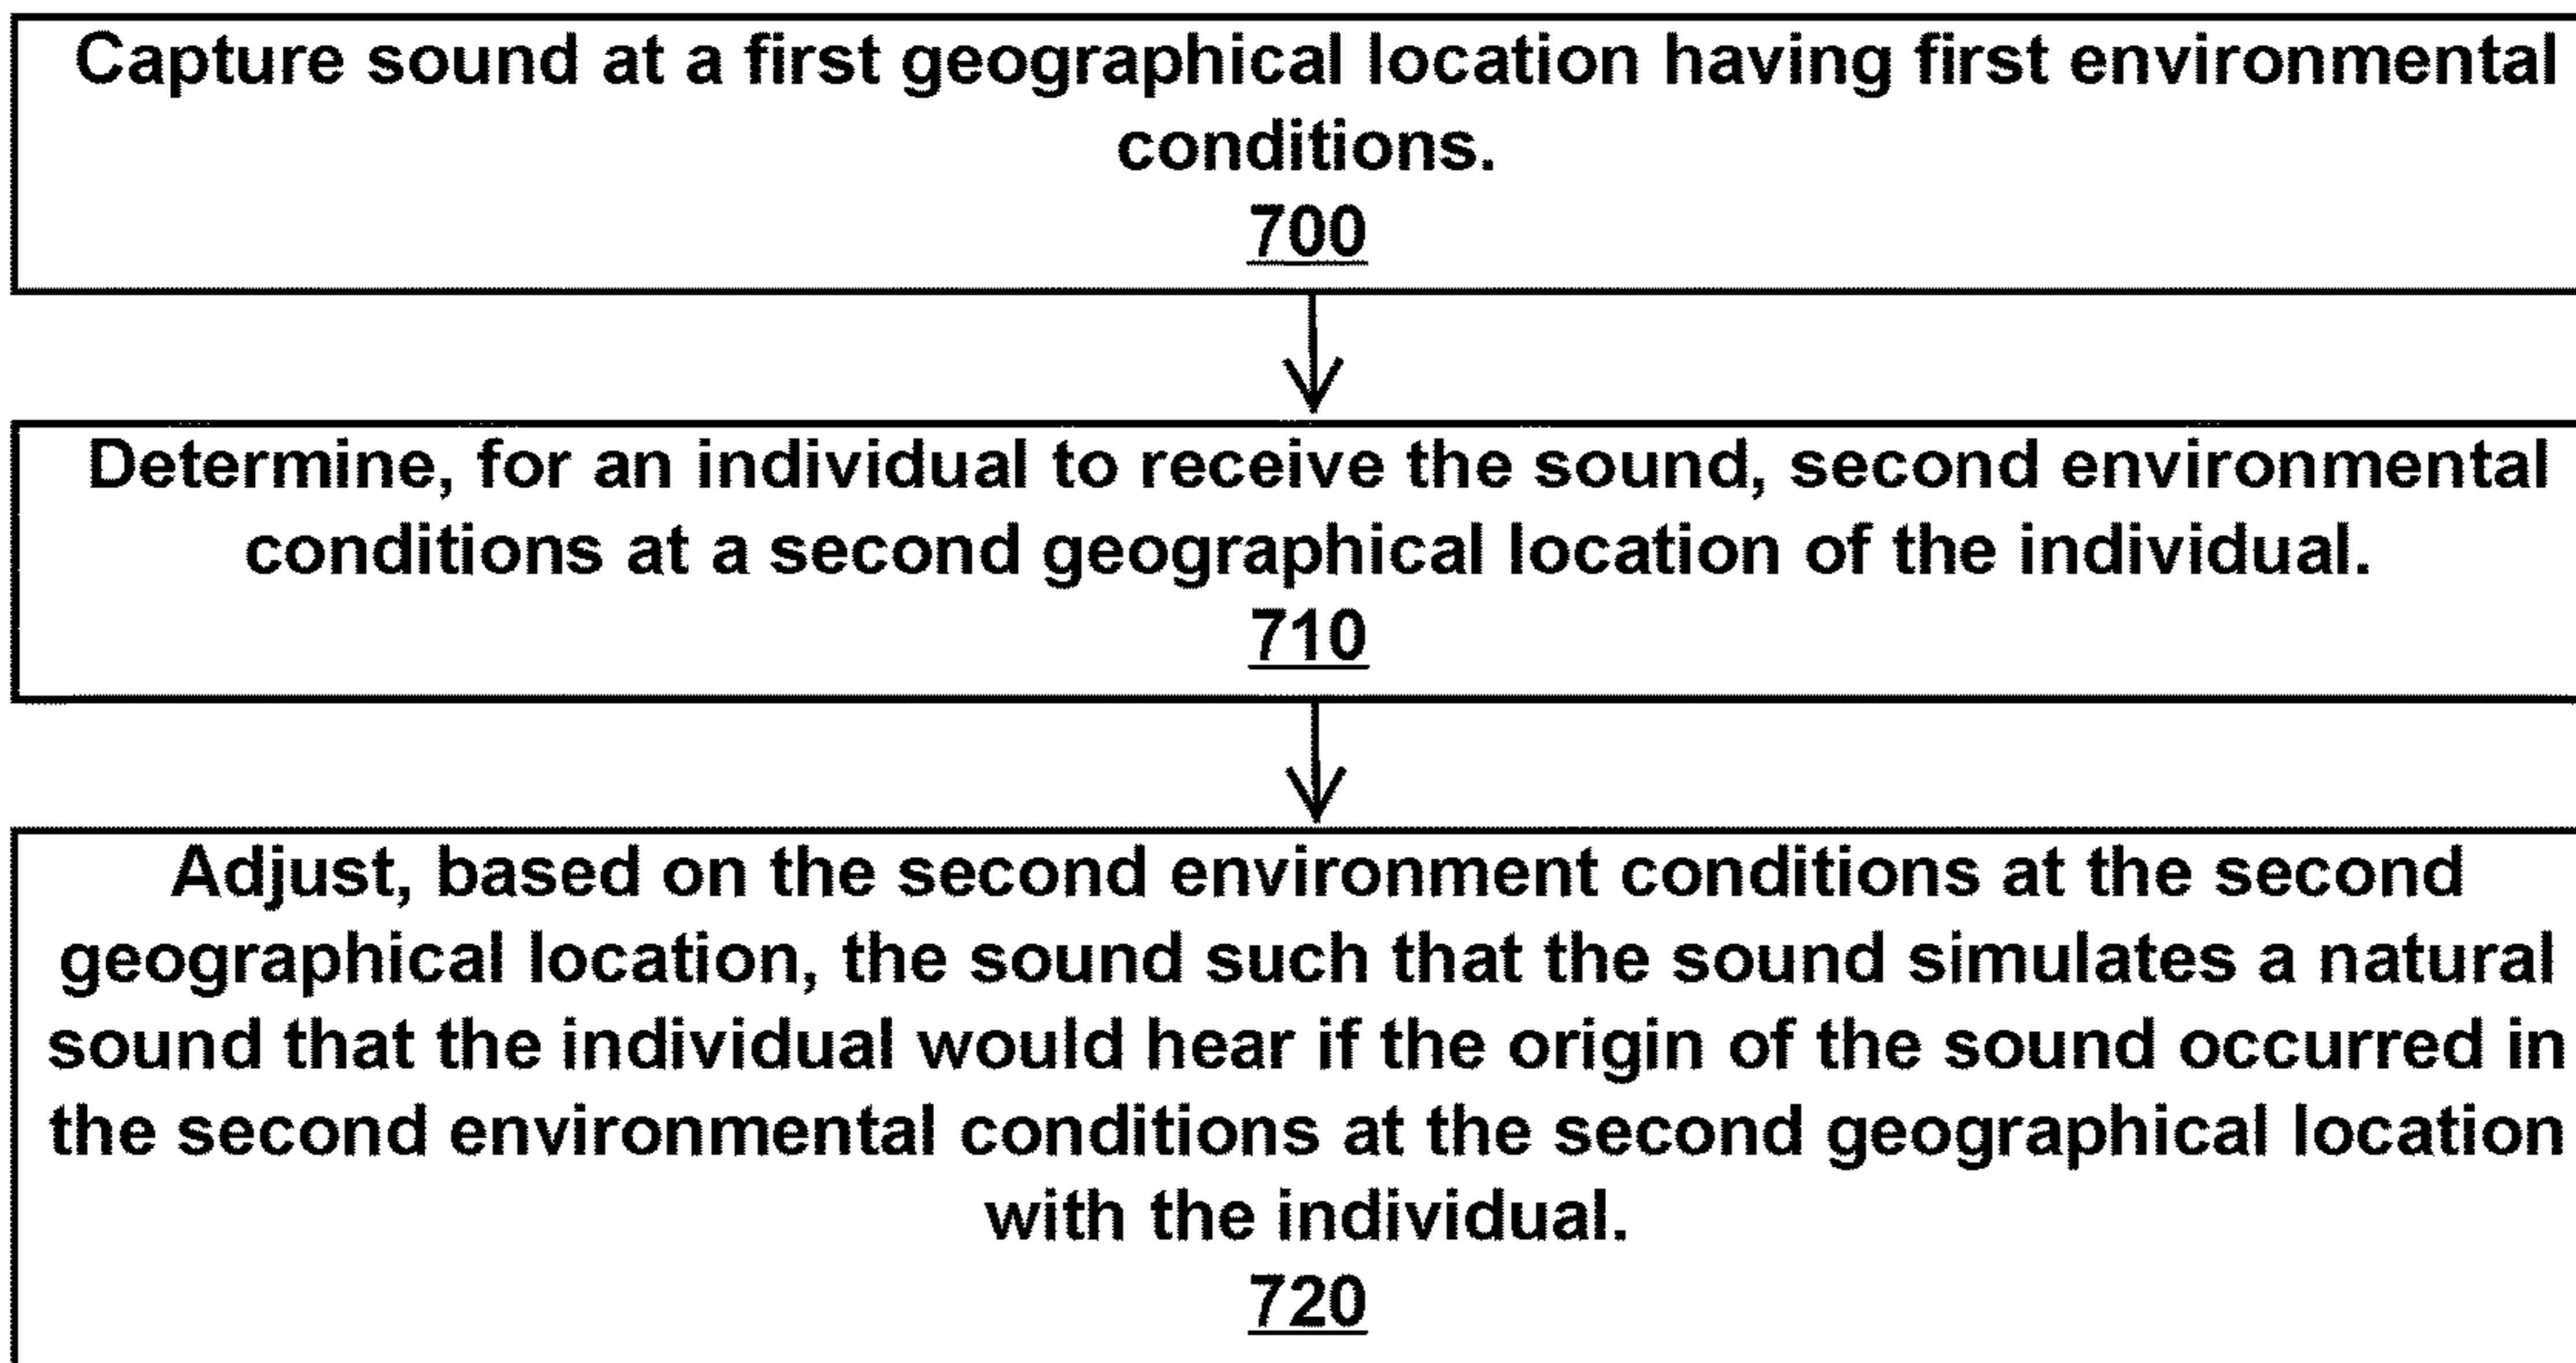 Capture sound at a first geographical location having first environmental
conditions.
700
Determine, for an individual to receive the sound, second environmental
conditions at a second geographical location of the individual.
710
Adjust, based on the second environment conditions at the second
geographical location, the sound such that the sound simulates a natural
sound that the individual would hear if the origin of the sound occurred in
the second environmental conditions at the second geographical location
with the individual.
720